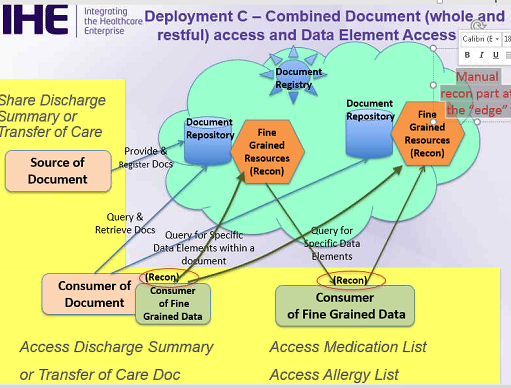 IHE
Integrating
the Healthcare
Enterprise
Deployment C – Combined Document (whole and
restful) access and Data Element Access
Calibri (E
18
B I U
Manual
recon part at
the "edge"
Share Discharge
Summary or
Transfer of Care
Document
Registry
Document
Repository
Fine
Grained
Resources
(Recon)
Document
Repository
Fine
Grained
Resources
(Recon)
Source of
Document
Provide &
Register Docs
Query &
Retrieve Docs
Query for Specific
Data Elements within a
document
Query for
Specific Data
Elements
Consumer of
Document
(Recon)
Consumer
of Fine
Grained Data
(Recon)
Consumer
of Fine Grained Data
Access Discharge Summary
or Transfer of Care Doc
Access Medication List
Access Allergy List